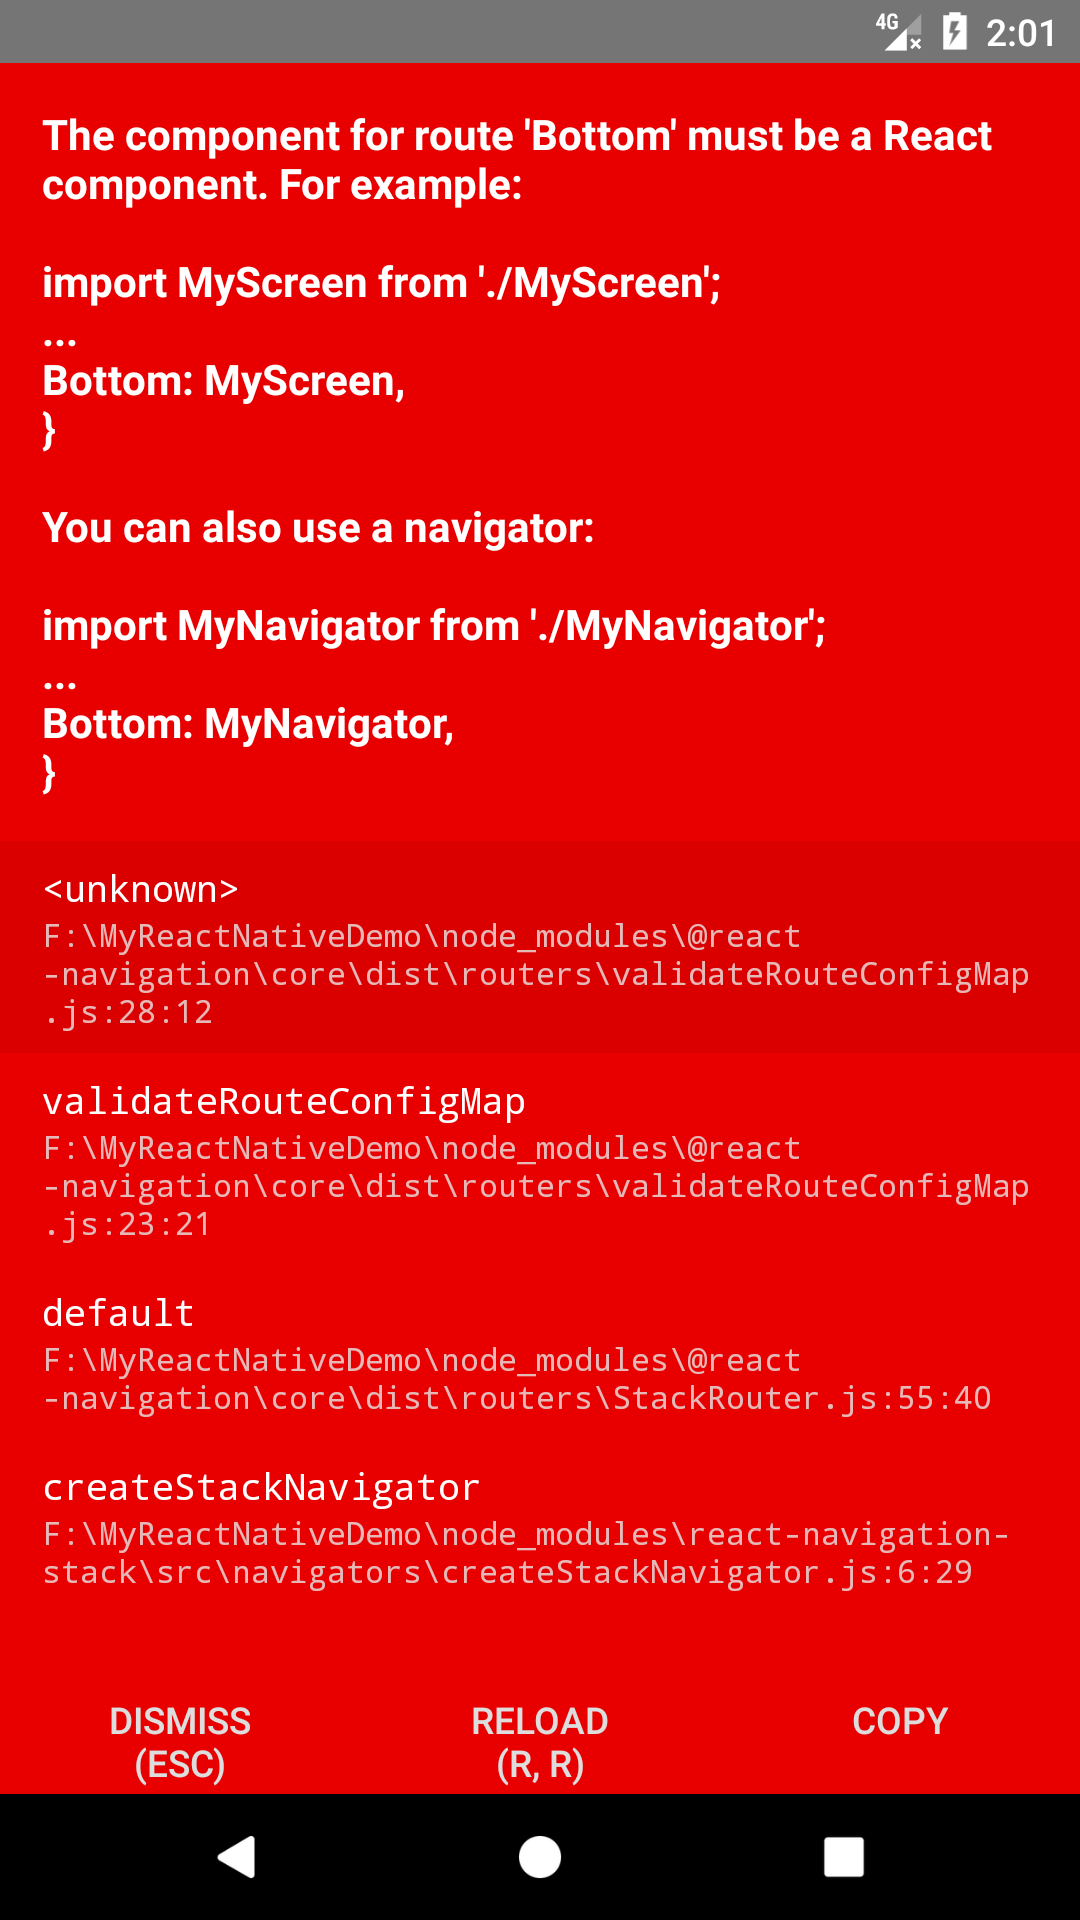 4G 2:01
The component for route 'Bottom' must be a React
component. For example:
import MyScreen from './MyScreen';
...
Bottom: MyScreen,
}
You can also use a navigator:
import MyNavigator from './MyNavigator';
...
Bottom: MyNavigator,
}
<unknown>
F:\MyReactNativeDemo\node_modules\@react
-navigation\core\dist\routers\validateRouteConfigMap
.js:28:12
validateRouteConfigMap
F:\MyReactNativeDemo\node_modules\@react
-navigation\core\dist\routers\validateRouteConfigMap
.js:23:21
default
F:\MyReactNativeDemo\node_modules\@react
-navigation\core\dist\routers\StackRouter.js:55:40
createStackNavigator
F:\MyReactNativeDemo\node_modules\react-navigation-
stack\src\navigators\createStackNavigator.js:6:29
DISMISS
(ESC)
RELOAD
(R, R)
COPY